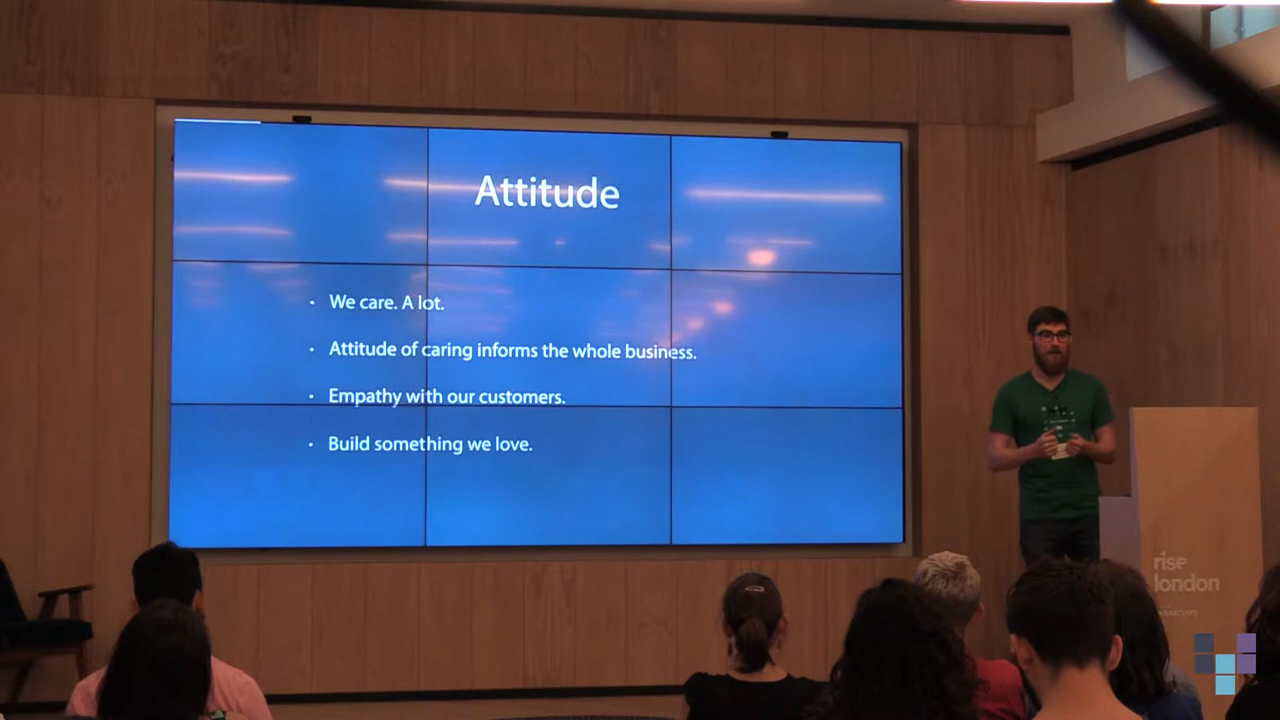 Attitude
· We care. A lot.
· Attitude of caring informs the whole business.
· Empathy with our customers.
· Build something we love.
rise
london